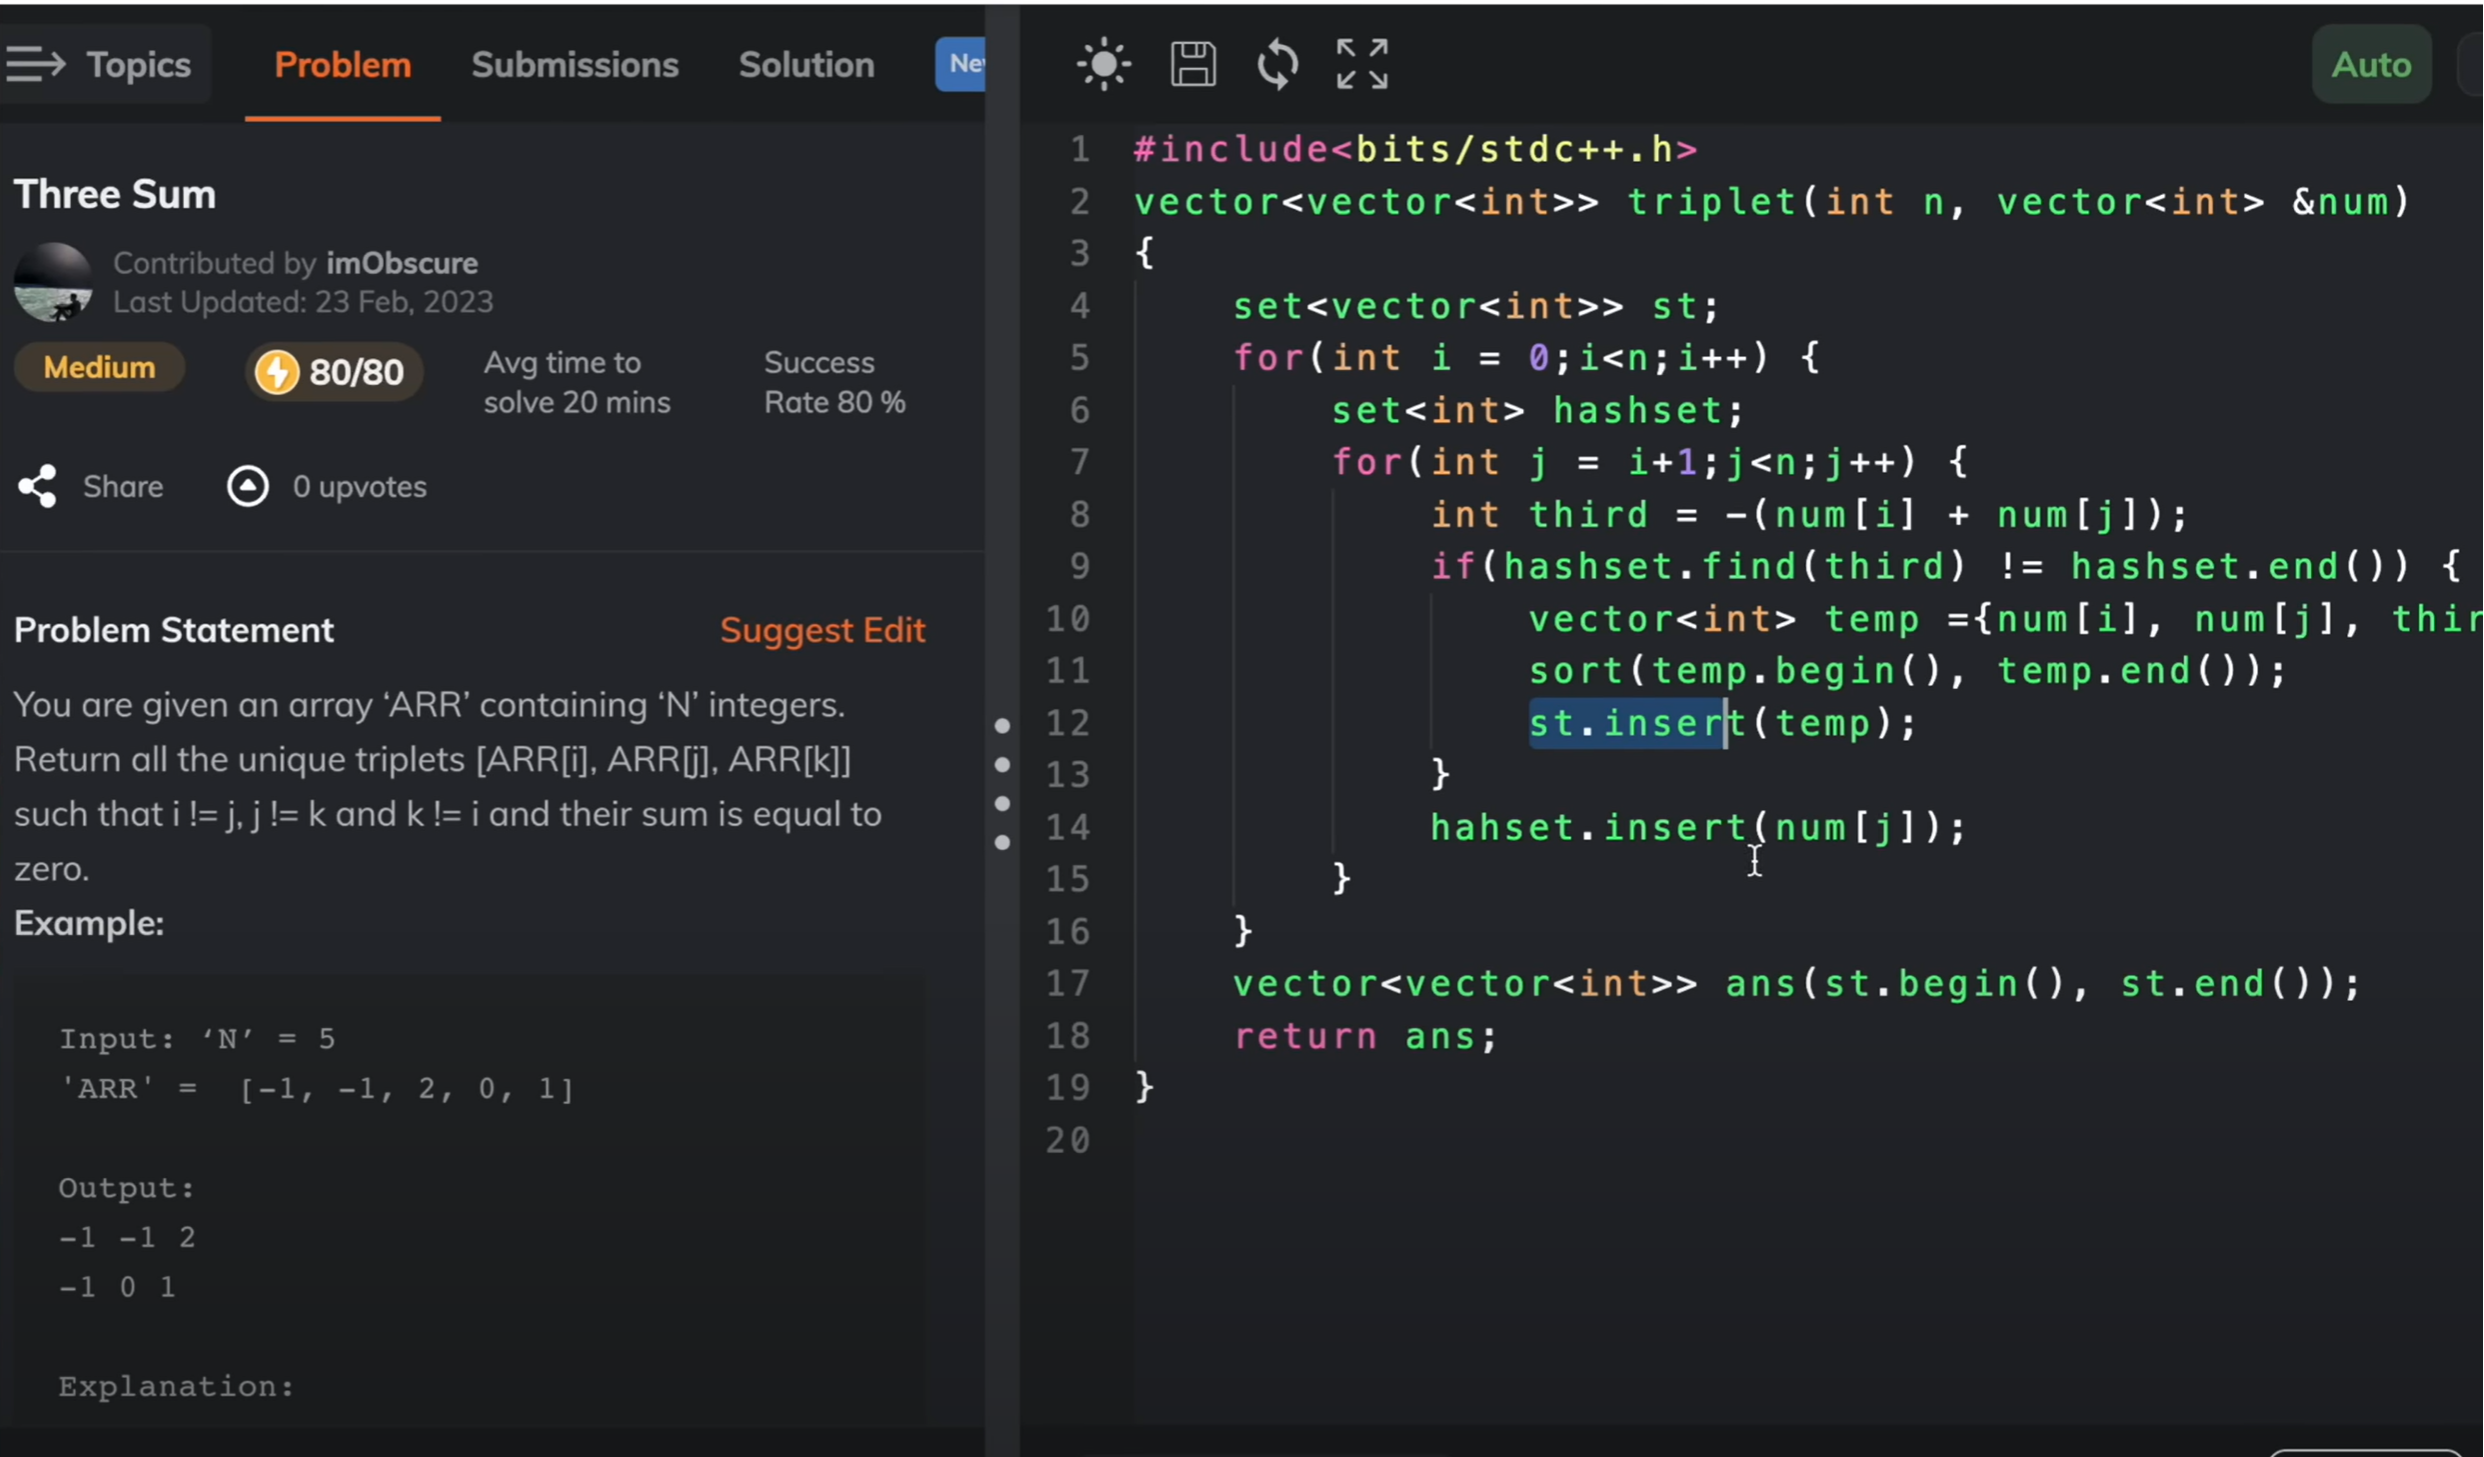 Topics Problem Submissions Solution
Auto
Three Sum
Contributed by imObscure
Last Updated: 23 Feb, 2023
Medium
80/80
Avg time to
solve 20 mins
Success
Rate 80 %
Share
0 upvotes
Problem Statement
Suggest Edit
You are given an array ‘ARR’ containing ‘N’ integers.
Return all the unique triplets [ARR[i], ARR[j], ARR[k]]
such that i != j, j != k and k != i and their sum is equal to
zero.
Example:
Input: ‘N’ = 5
'ARR' =  [-1, -1, 2, 0, 1]
Output:
-1 -1 2
-1 0 1
Explanation:
1 #include<bits/stdc++.h>
2 vector<vector<int>> triplet(int n, vector<int> &num)
3 {
4     set<vector<int>> st;
5     for(int i = 0;i<n;i++) {
6         set<int> hashset;
7         for(int j = i+1;j<n;j++) {
8             int third = -(num[i] + num[j]);
9             if(hashset.find(third) != hashset.end()) {
10                 vector<int> temp ={num[i], num[j], thir
11                 sort(temp.begin(), temp.end());
12                 st.insert(temp);
13             }
14             hahset.insert(num[j]);
15         }
16     }
17     vector<vector<int>> ans(st.begin(), st.end());
18     return ans;
19 }
20